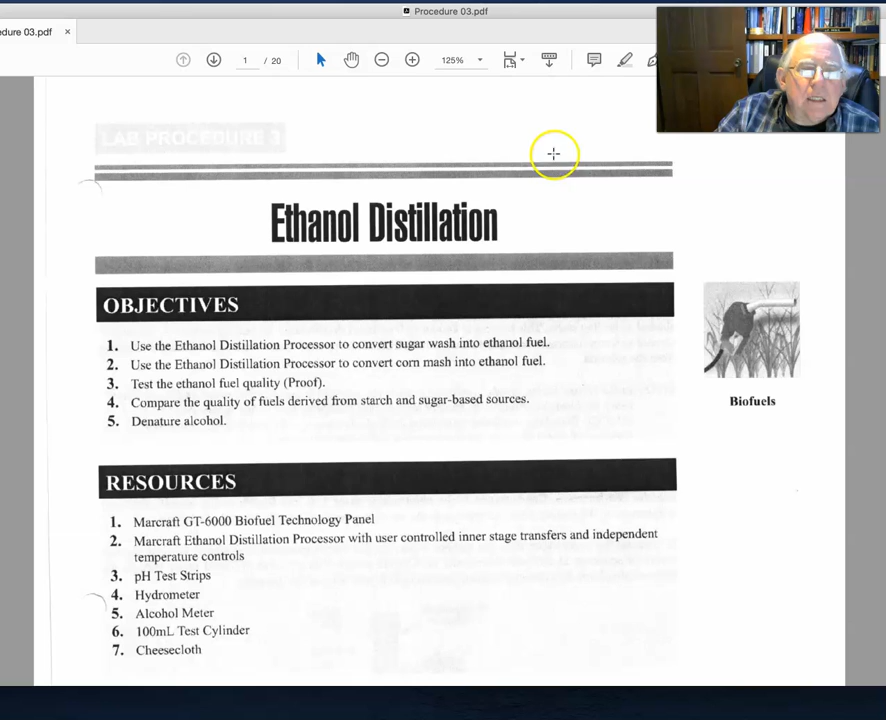 Procedure 03.pdf
edure 03.pdf ×
1 / 20 125%
LAB PROCEDURE 3
Ethanol Distillation
OBJECTIVES
1. Use the Ethanol Distillation Processor to convert sugar wash into ethanol fuel.
2. Use the Ethanol Distillation Processor to convert corn mash into ethanol fuel.
3. Test the ethanol fuel quality (Proof).
4. Compare the quality of fuels derived from starch and sugar-based sources.
5. Denature alcohol.
Biofuels
RESOURCES
1. Marcraft GT-6000 Biofuel Technology Panel
2. Marcraft Ethanol Distillation Processor with user controlled inner stage transfers and independent
temperature controls
3. pH Test Strips
4. Hydrometer
5. Alcohol Meter
6. 100mL Test Cylinder
7. Cheesecloth